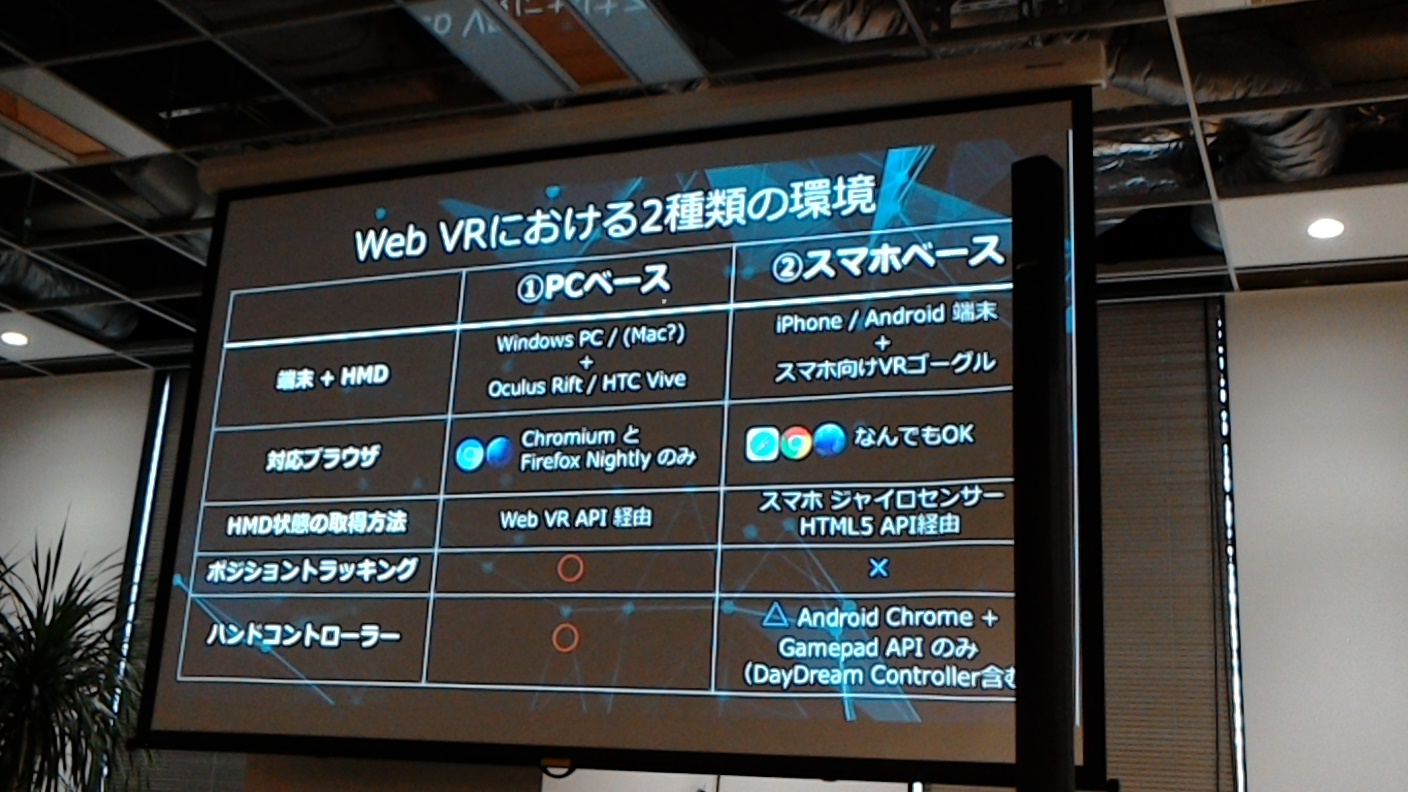 Web VRにおける2種類の環境
①PCベース
②スマホベース
端末 + HMD
Windows PC / (Mac?)
+
Oculus Rift / HTC Vive
iPhone / Android 端末
+
スマホ向けVRゴーグル
対応ブラウザ
Chromium と
Firefox Nightly のみ
なんでもOK
HMD状態の取得方法
Web VR API 経由
スマホ ジャイロセンサー
HTML5 API経由
ポジショントラッキング
○
×
ハンドコントローラー
○
△ Android Chrome +
Gamepad API のみ
(DayDream Controller含む